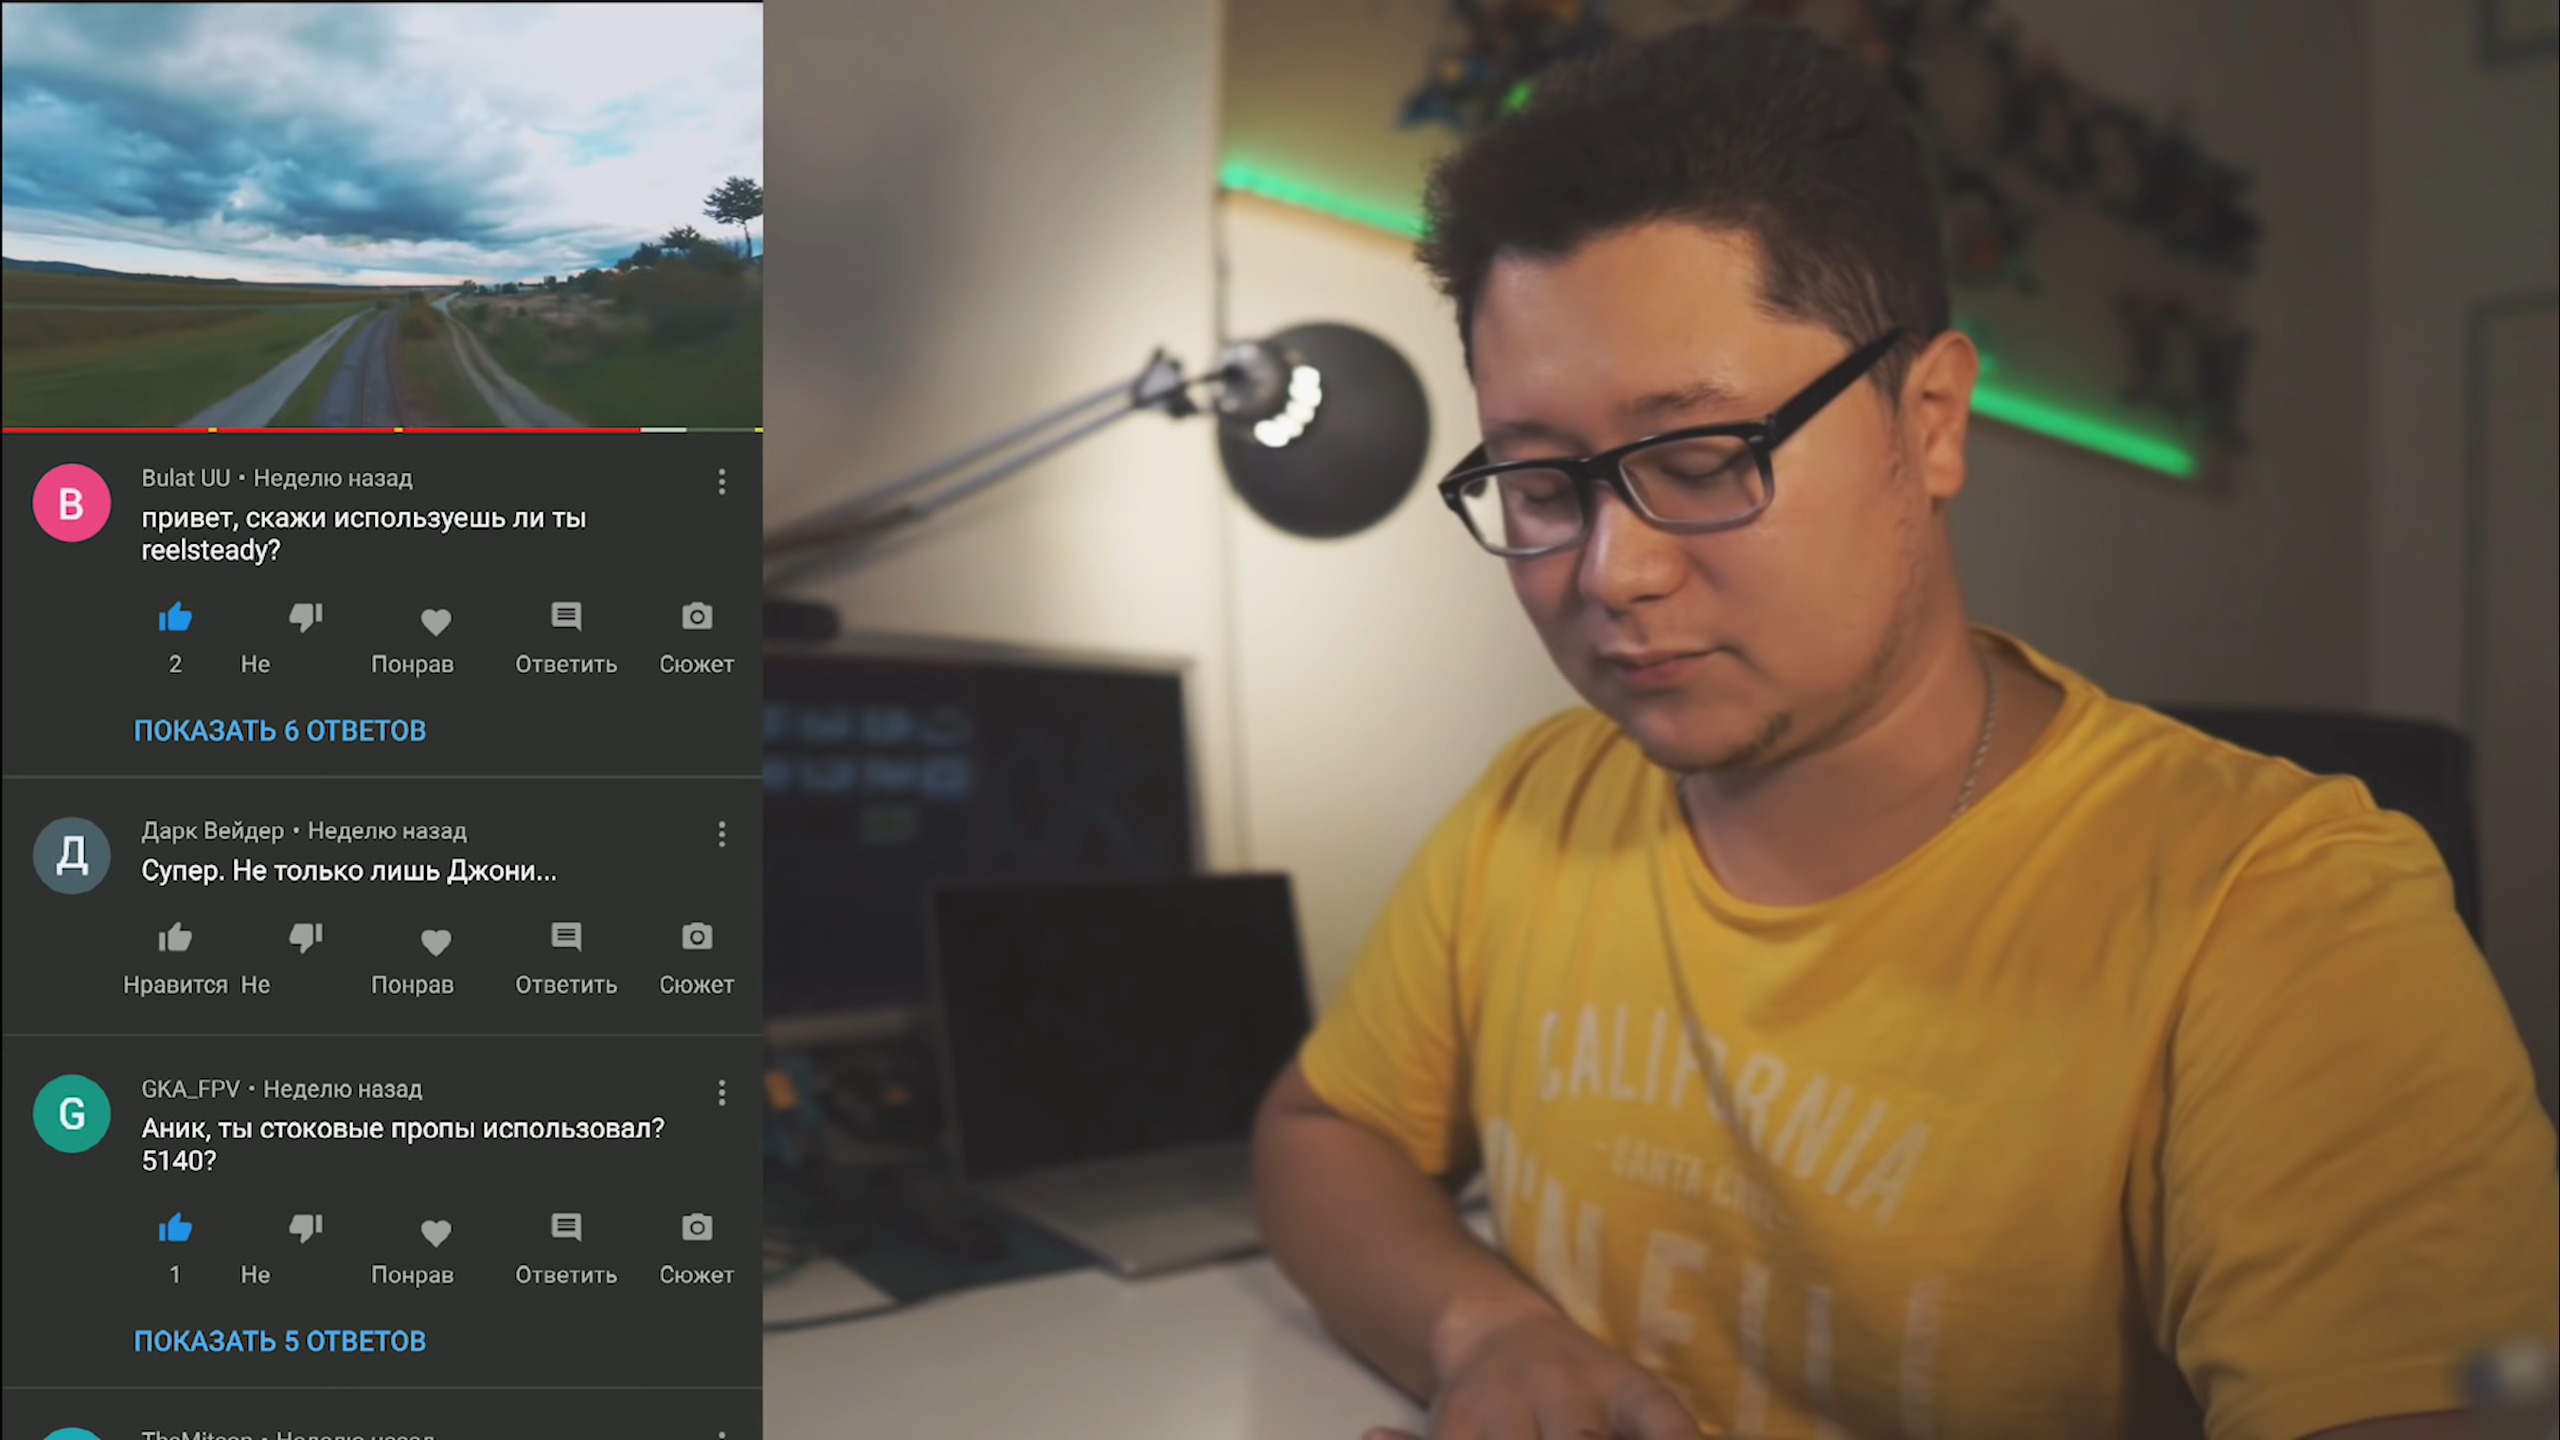 Bulat UU • Неделю назад
привет, скажи используешь ли ты
reelsteady?
2 Не Понрав Ответить Сюжет
ПОКАЗАТЬ 6 ОТВЕТОВ
Дарк Вейдер • Неделю назад
Супер. Не только лишь Джони...
Нравится Не Понрав Ответить Сюжет
GKA_FPV • Неделю назад
Аник, ты стоковые пропы использовал?
5140?
1 Не Понрав Ответить Сюжет
ПОКАЗАТЬ 5 ОТВЕТОВ
B
Д
G
CALIFORNIA
O'NEILL